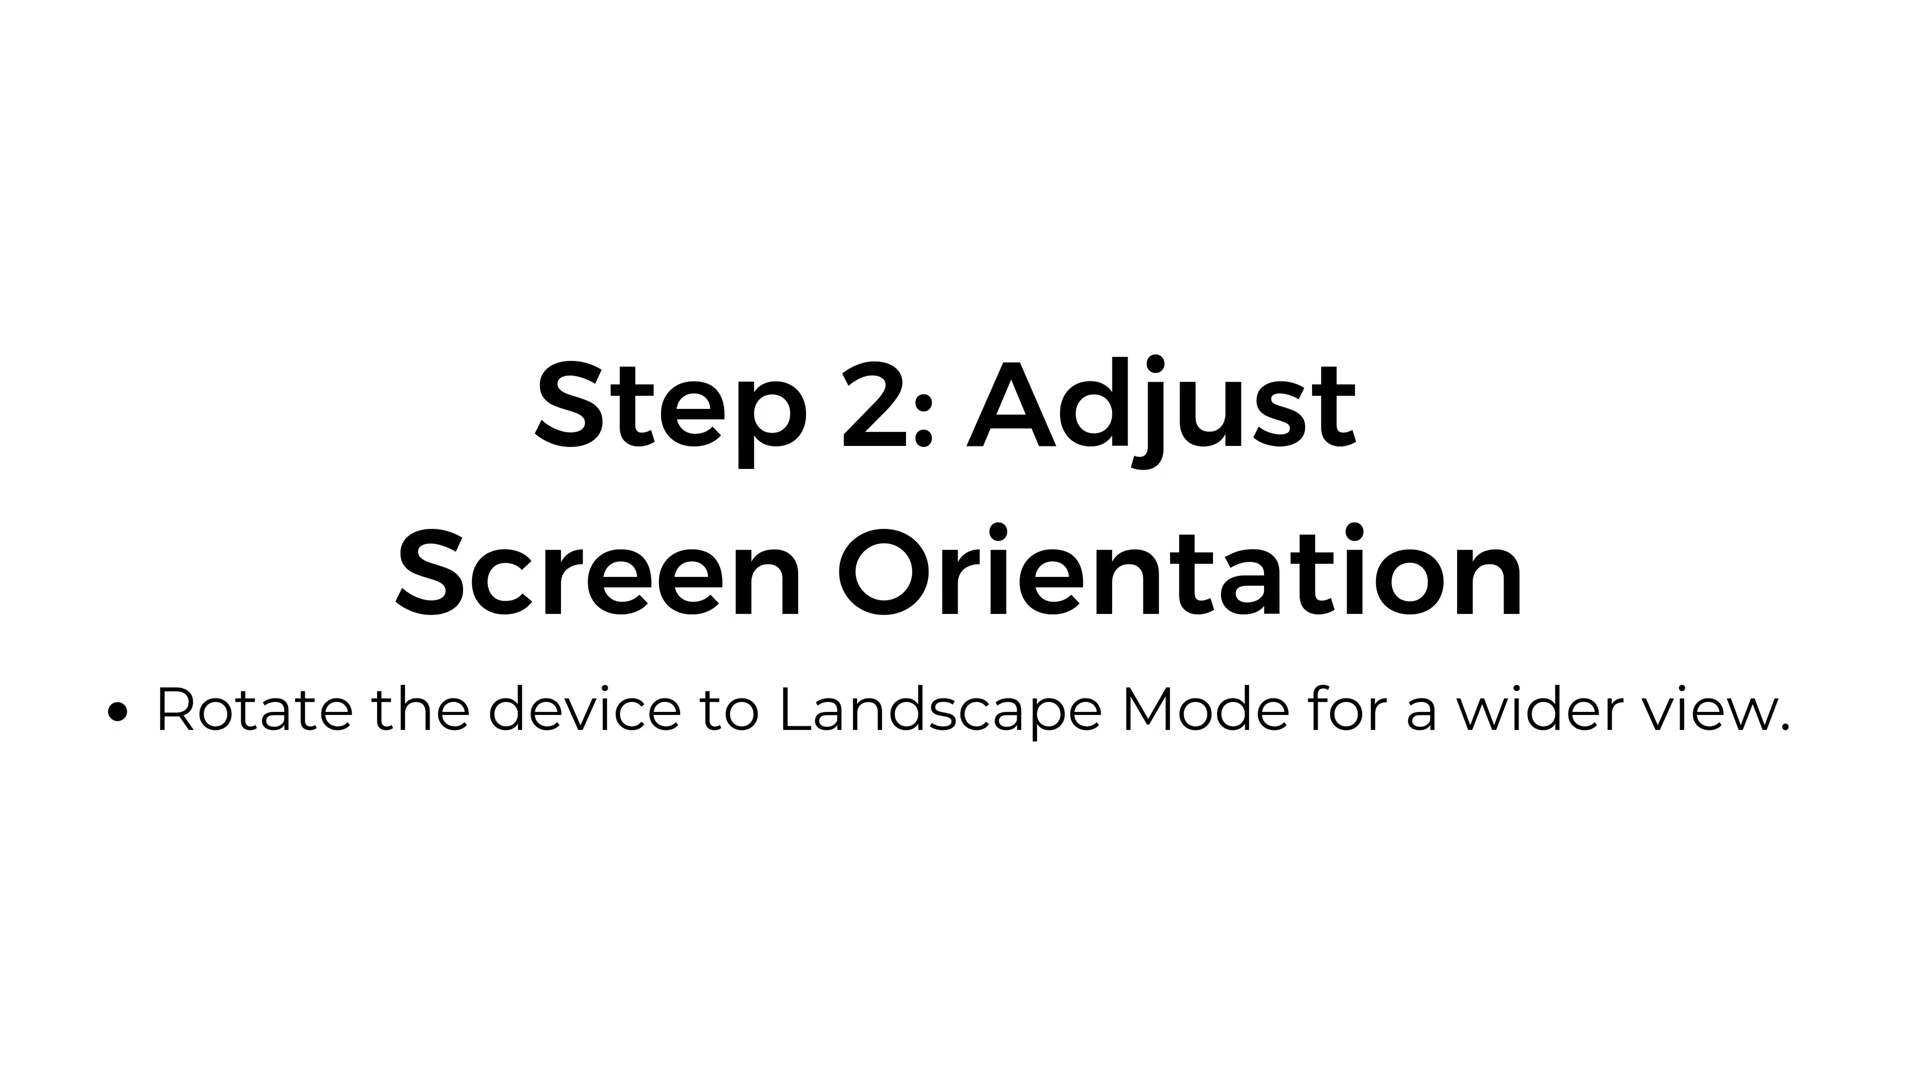 Step 2: Adjust
Screen Orientation
• Rotate the device to Landscape Mode for a wider view.